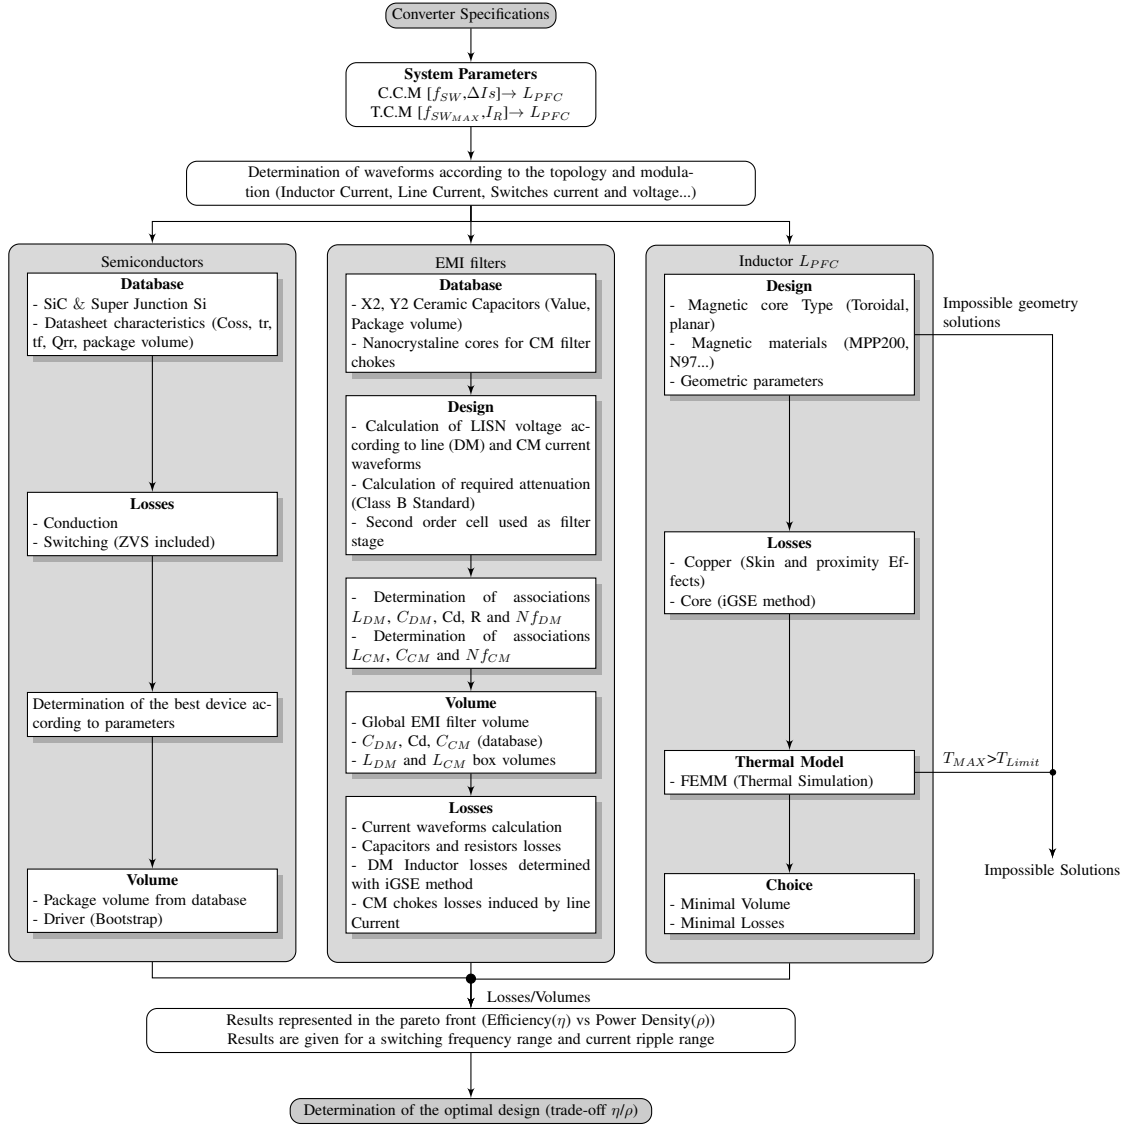 Converter Specifications
System Parameters
C.C.M [f_SW,ΔIs]→ L_PFC
T.C.M [f_SW_MAX,I_R]→ L_PFC
Determination of waveforms according to the topology and modula-
tion (Inductor Current, Line Current, Switches current and voltage...)
Semiconductors
Database
- SiC & Super Junction Si
- Datasheet characteristics (Coss, tr,
tf, Qrr, package volume)
Losses
- Conduction
- Switching (ZVS included)
Determination of the best device ac-
cording to parameters
Volume
- Package volume from database
- Driver (Bootstrap)
EMI filters
Database
- X2, Y2 Ceramic Capacitors (Value,
Package volume)
- Nanocrystaline cores for CM filter
chokes
Design
- Calculation of LISN voltage ac-
cording to line (DM) and CM current
waveforms
- Calculation of required attenuation
(Class B Standard)
- Second order cell used as filter
stage
- Determination of associations
L_DM, C_DM, Cd, R and Nf_DM
- Determination of associations
L_CM, C_CM and Nf_CM
Volume
- Global EMI filter volume
- C_DM, Cd, C_CM (database)
- L_DM and L_CM box volumes
Losses
- Current waveforms calculation
- Capacitors and resistors losses
- DM Inductor losses determined
with iGSE method
- CM chokes losses induced by line
Current
Inductor L_PFC
Design
- Magnetic core Type (Toroidal,
planar)
- Magnetic materials (MPP200,
N97...)
- Geometric parameters
Losses
- Copper (Skin and proximity Ef-
fects)
- Core (iGSE method)
Thermal Model
- FEMM (Thermal Simulation)
Choice
- Minimal Volume
- Minimal Losses
Impossible geometry
solutions
T_MAX>T_Limit
Impossible Solutions
Losses/Volumes
Results represented in the pareto front (Efficiency(η) vs Power Density(ρ))
Results are given for a switching frequency range and current ripple range
Determination of the optimal design (trade-off η/ρ)